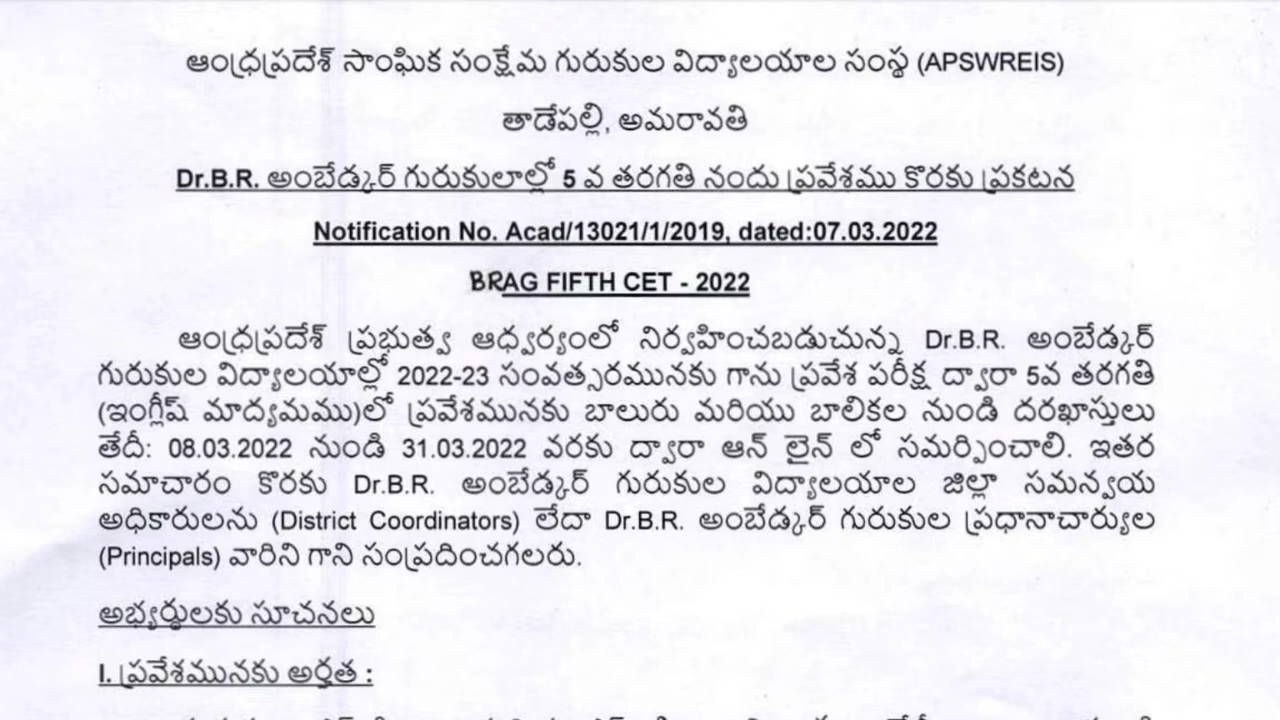 ఆంధ్రప్రదేశ్ సాంఘిక సంక్షేమ గురుకుల విద్యాలయాల సంస్థ (APSWREIS)
తాడేపల్లి, అమరావతి
Dr.B.R. అంబేడ్కర్ గురుకులాల్లో 5 వ తరగతి నందు ప్రవేశము కొరకు ప్రకటన
Notification No. Acad/13021/1/2019, dated:07.03.2022
BRAG FIFTH CET - 2022
ఆంధ్రప్రదేశ్ ప్రభుత్వ ఆధ్వర్యంలో నిర్వహించబడుచున్న Dr.B.R. అంబేడ్కర్
గురుకుల విద్యాలయాల్లో 2022-23 సంవత్సరమునకు గాను ప్రవేశ పరీక్ష ద్వారా 5వ తరగతి
(ఇంగ్లీష్ మాద్యమము)లో ప్రవేశమునకు బాలురు మరియు బాలికల నుండి దరఖాస్తులు
తేదీ: 08.03.2022 నుండి 31.03.2022 వరకు ద్వారా ఆన్ లైన్ లో సమర్పించాలి. ఇతర
సమాచారం కొరకు Dr.B.R. అంబేడ్కర్ గురుకుల విద్యాలయాల జిల్లా సమన్వయ
అధికారులను (District Coordinators) లేదా Dr.B.R. అంబేడ్కర్ గురుకుల ప్రధానాచార్యుల
(Principals) వారిని గాని సంప్రదించగలరు.
అభ్యర్థులకు సూచనలు
I. ప్రవేశమునకు అర్హత :